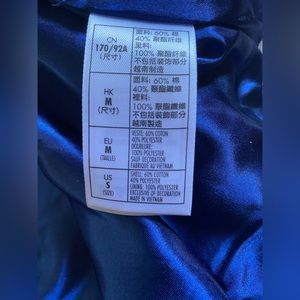 CN
170/92A
(尺寸)
面料: 60% 棉
40% 聚酯纤维
里料:
100% 聚酯纤维
不包括装饰部分
越南制造
HK
M
(尺寸)
面料: 60% 棉
40% 聚酯纖維
裡料:
100% 聚酯纖維
不包括裝飾部分
越南製造
EU
M
(TAILLE)
VESTE: 60% COTON
40% POLYESTER
DOUBLURE:
100% POLYESTER
SAUF DECORATION
FABRIQUE EN VIETNAM
US
S
(SIZE)
SHELL: 60% COTTON
40% POLYESTER
LINING: 100% POLYESTER
EXCLUSIVE OF DECORATION
MADE IN VIETNAM